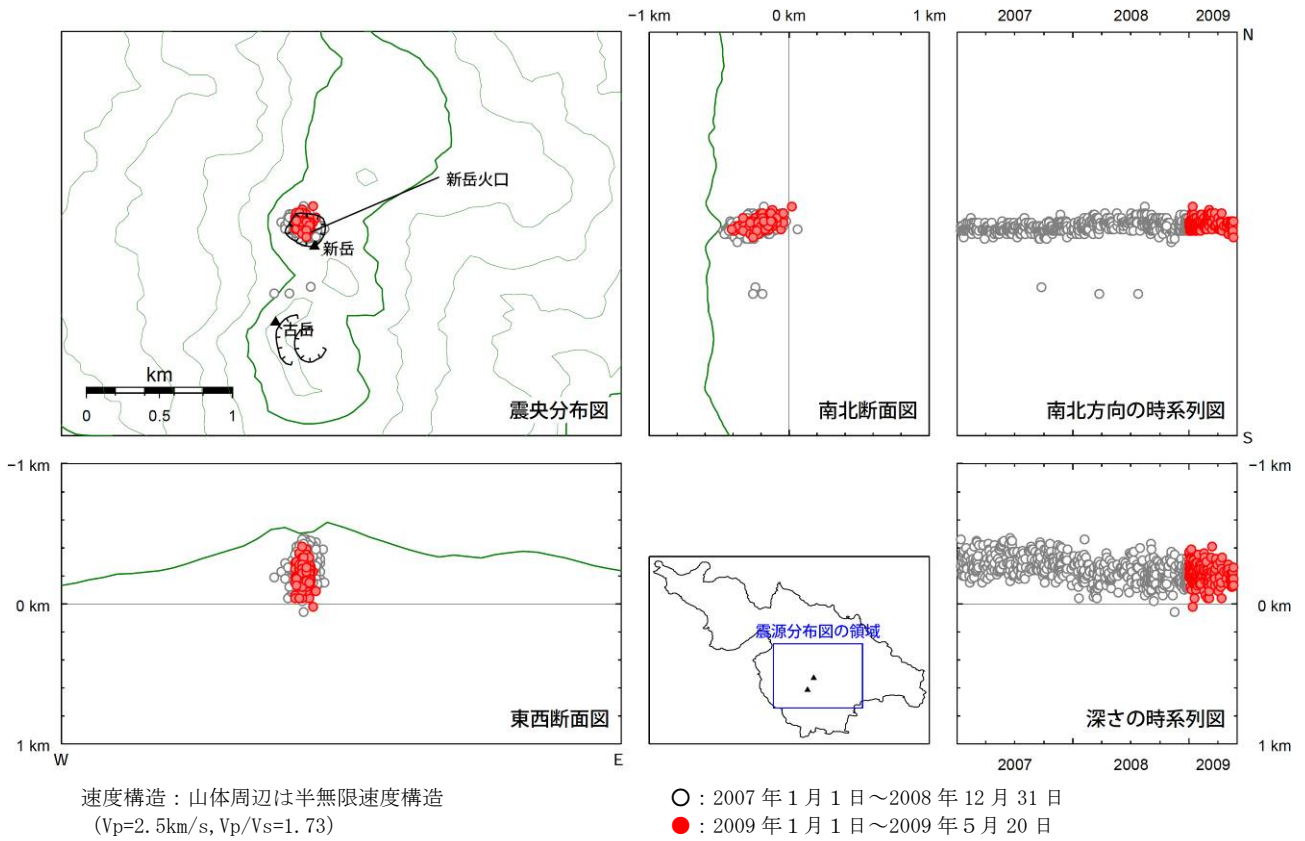 −1 km 0 km 1 km 2007 2008 2009
N
新岳火口
新岳
古岳
km
0 0.5 1
震央分布図
南北断面図
南北方向の時系列図
S
−1 km
0 km
1 km
W E
東西断面図
震源分布図の領域
−1 km
0 km
1 km
深さの時系列図
2007 2008 2009
速度構造：山体周辺は半無限速度構造
(Vp=2.5km/s,Vp/Vs=1.73)
○：2007 年１月１日～2008 年 12 月 31 日
●：2009 年１月１日～2009 年５月 20 日